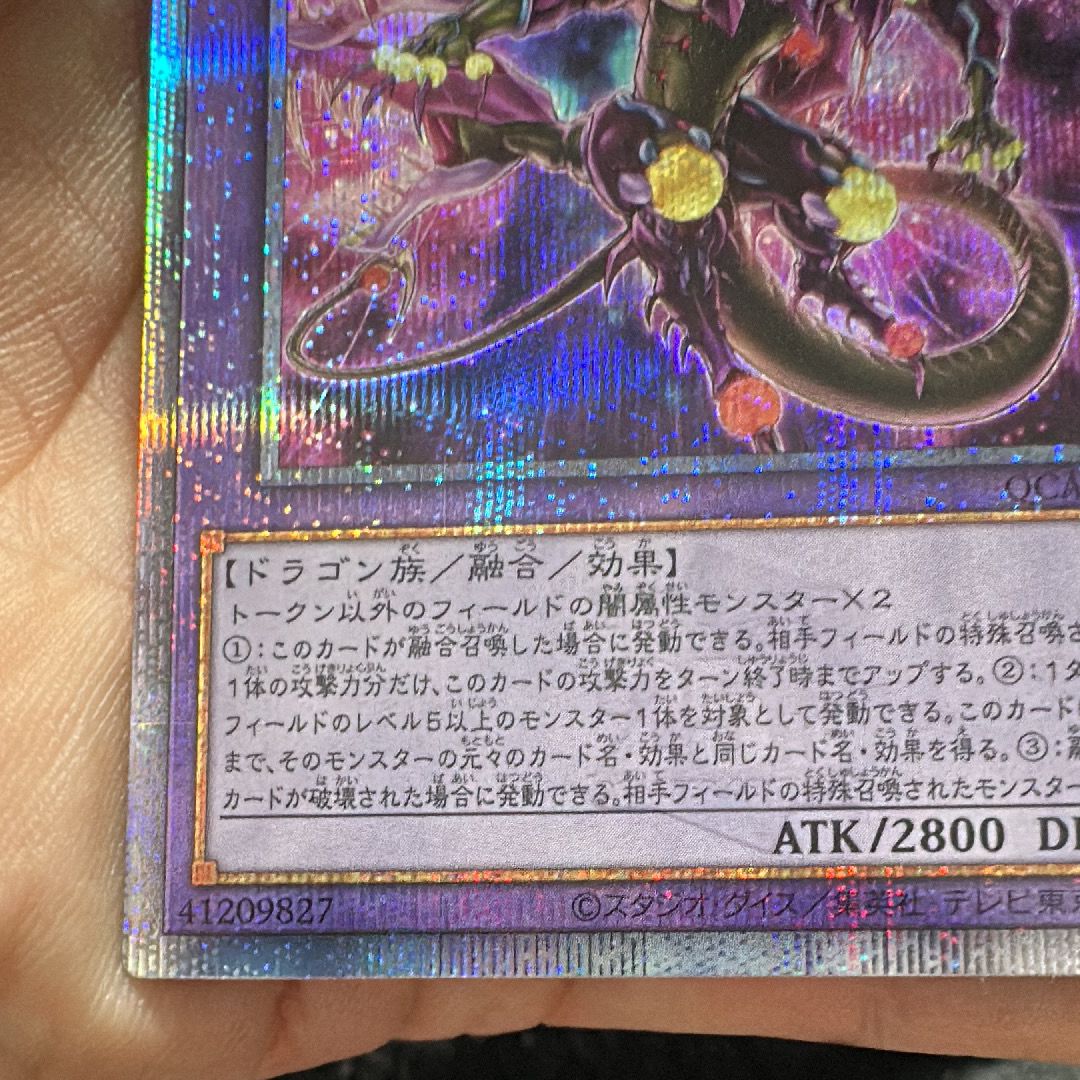 QCA
【ドラゴン族／融合／効果】
トークン以外のフィールドの闇属性モンスター×２
①：このカードが融合召喚した場合に発動できる。相手フィールドの特殊召喚さ
1体の攻撃力分だけ、このカードの攻撃力をターン終了時までアップする。②：1タ
フィールドのレベル５以上のモンスター1体を対象として発動できる。このカード
まで、そのモンスターの元々のカード名・効果と同じカード名・効果を得る。③：融
カードが破壊された場合に発動できる。相手フィールドの特殊召喚されたモンスター
ATK/2800 DE
41209827 ©スタジオ・ダイス／集英社・テレビ東京